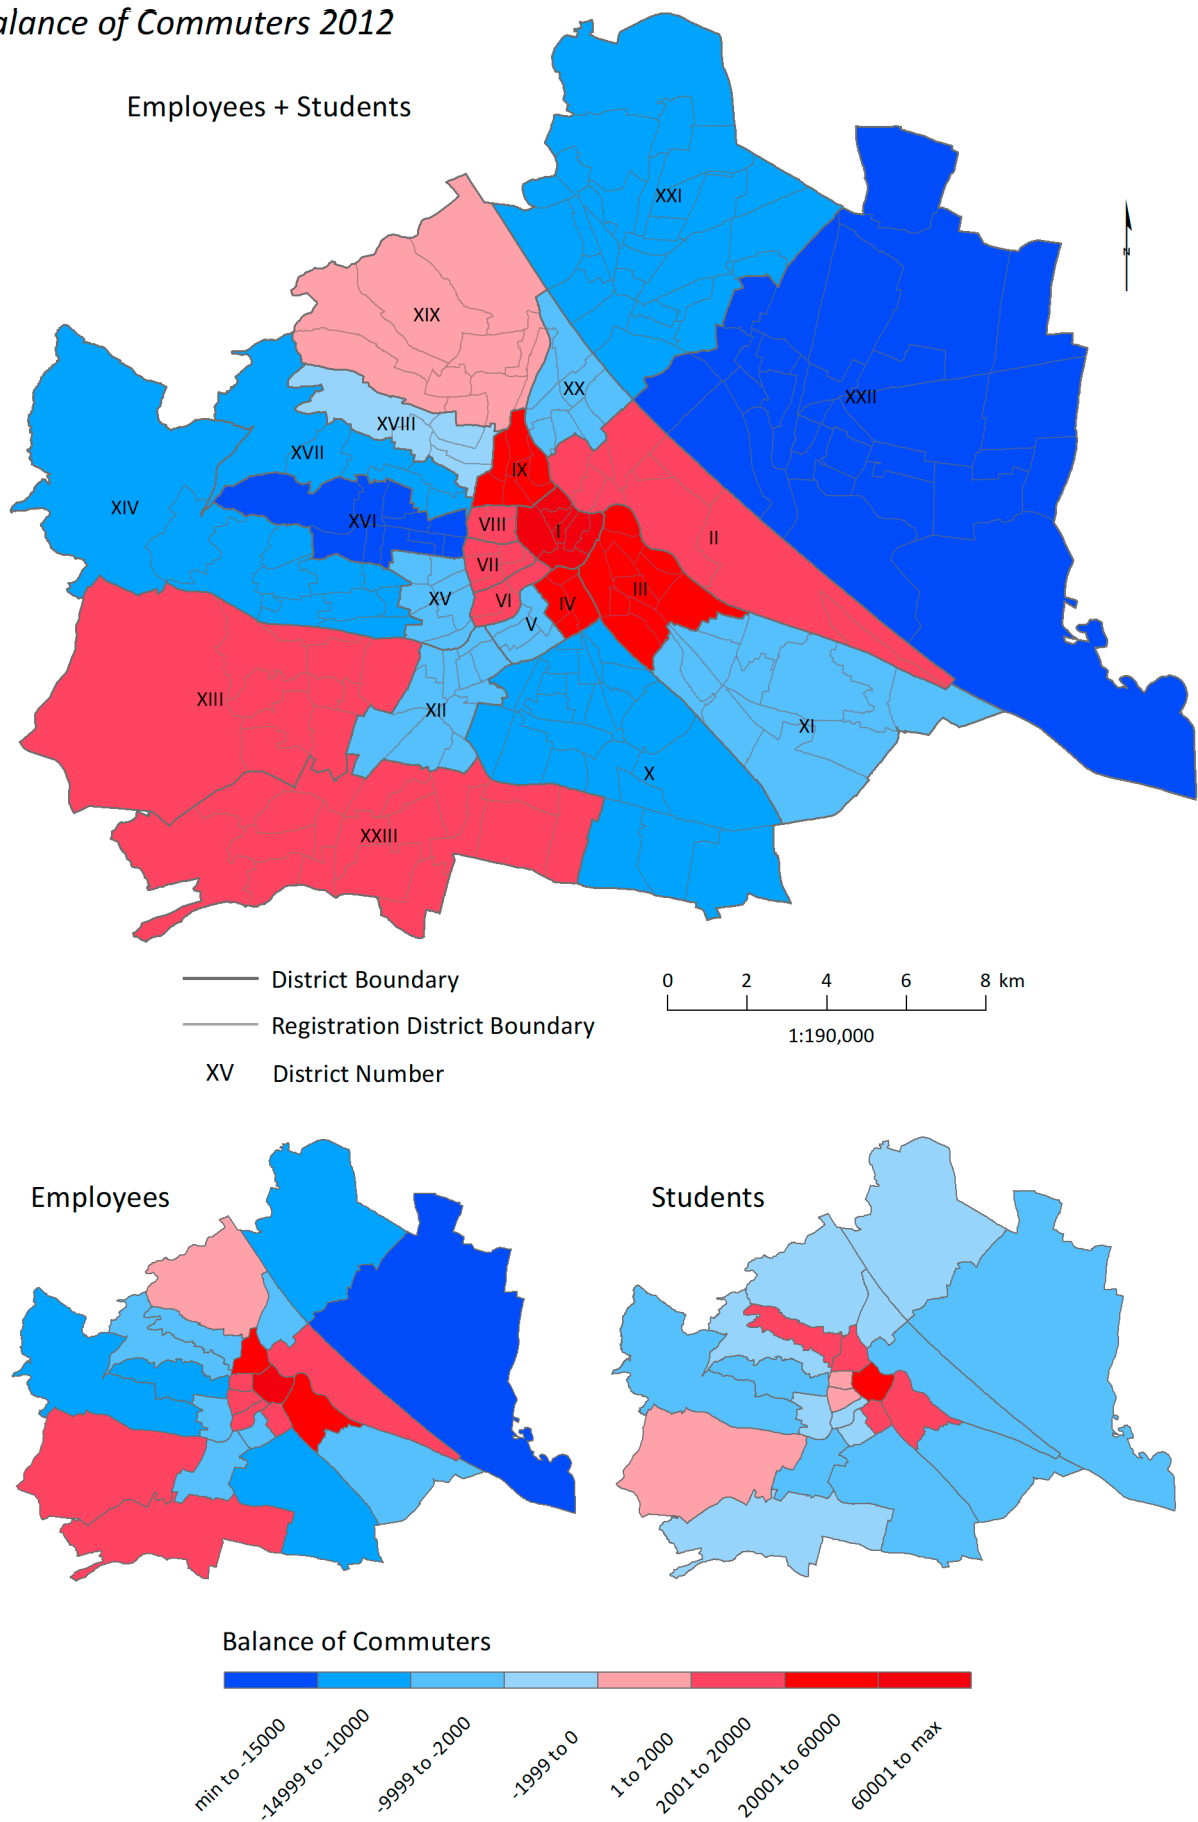 alance of Commuters 2012
Employees + Students
N
XXI
XIX
XX
XXII
XVIII
XVII
IX
XIV
XVI
VIII
I
II
VII
III
XV
VI
IV
V
XIII
XII
XI
X
XXIII
District Boundary
Registration District Boundary
XV District Number
0 2 4 6 8 km
1:190,000
Employees
Students
Balance of Commuters
min to -15000
-14999 to -10000
-9999 to -2000
-1999 to 0
1 to 2000
2001 to 20000
20001 to 60000
60001 to max